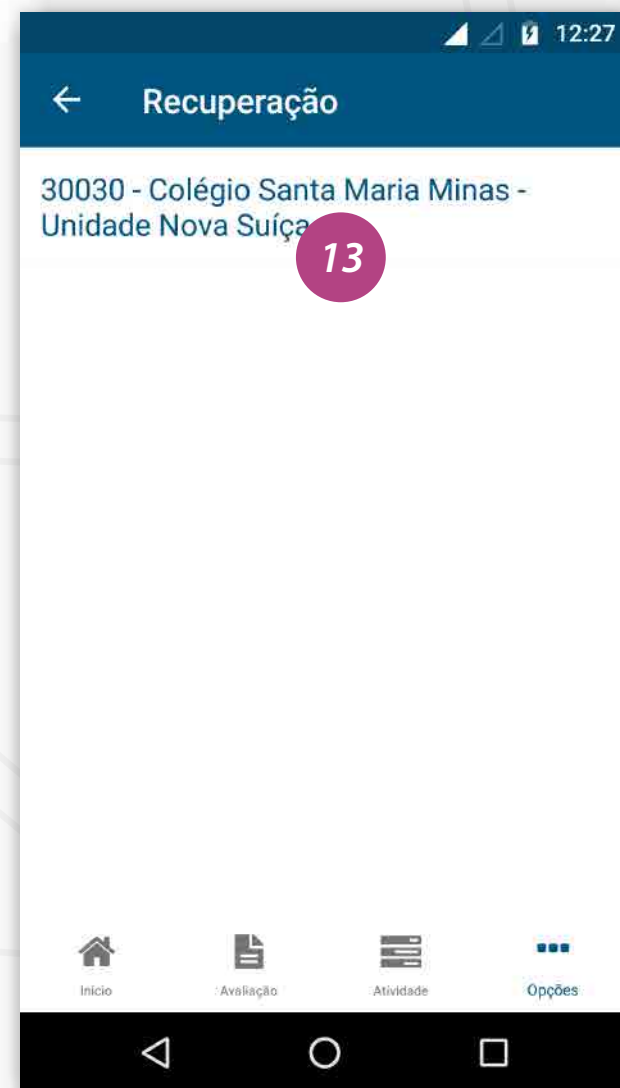 12:27
Recuperação
30030 - Colégio Santa Maria Minas -
Unidade Nova Suíça
13
Início
Avaliação
Atividade
Opções